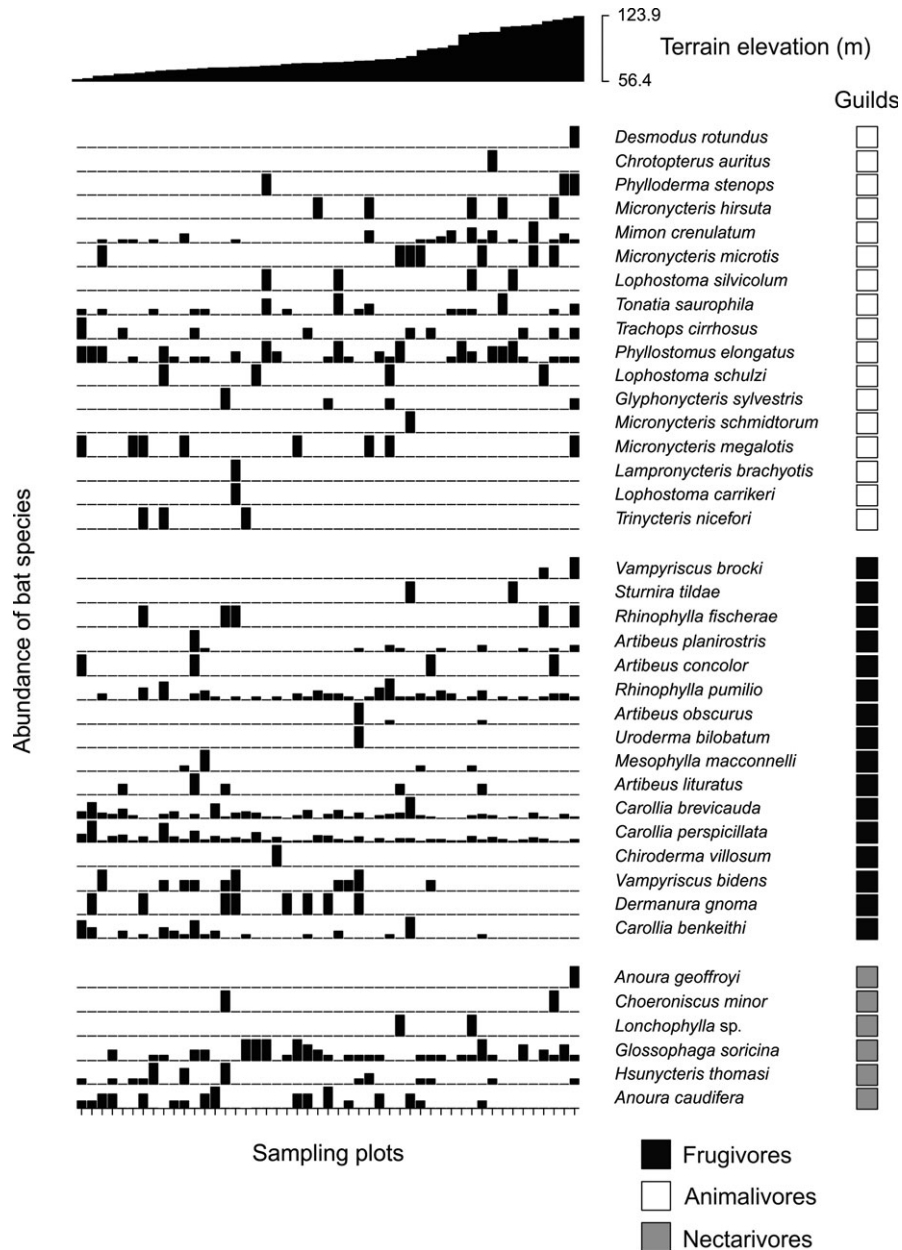 123.9
Terrain elevation (m)
56.4
Guilds
Desmodus rotundus
Chrotopterus auritus
Phylloderma stenops
Micronycteris hirsuta
Mimon crenulatum
Micronycteris microtis
Lophostoma silvicolum
Tonatia saurophila
Trachops cirrhosus
Phyllostomus elongatus
Lophostoma schulzi
Glyphonycteris sylvestris
Micronycteris schmidtorum
Micronycteris megalotis
Lampronycteris brachyotis
Lophostoma carrikeri
Trinycteris nicefori
Abundance of bat species
Vampyriscus brocki
Sturnira tildae
Rhinophylla fischerae
Artibeus planirostris
Artibeus concolor
Rhinophylla pumilio
Artibeus obscurus
Uroderma bilobatum
Mesophylla macconnelli
Artibeus lituratus
Carollia brevicauda
Carollia perspicillata
Chiroderma villosum
Vampyriscus bidens
Dermanura gnoma
Carollia benkeithi
Anoura geoffroyi
Choeroniscus minor
Lonchophylla sp.
Glossophaga soricina
Hsunycteris thomasi
Anoura caudifera
Sampling plots
Frugivores
Animalivores
Nectarivores